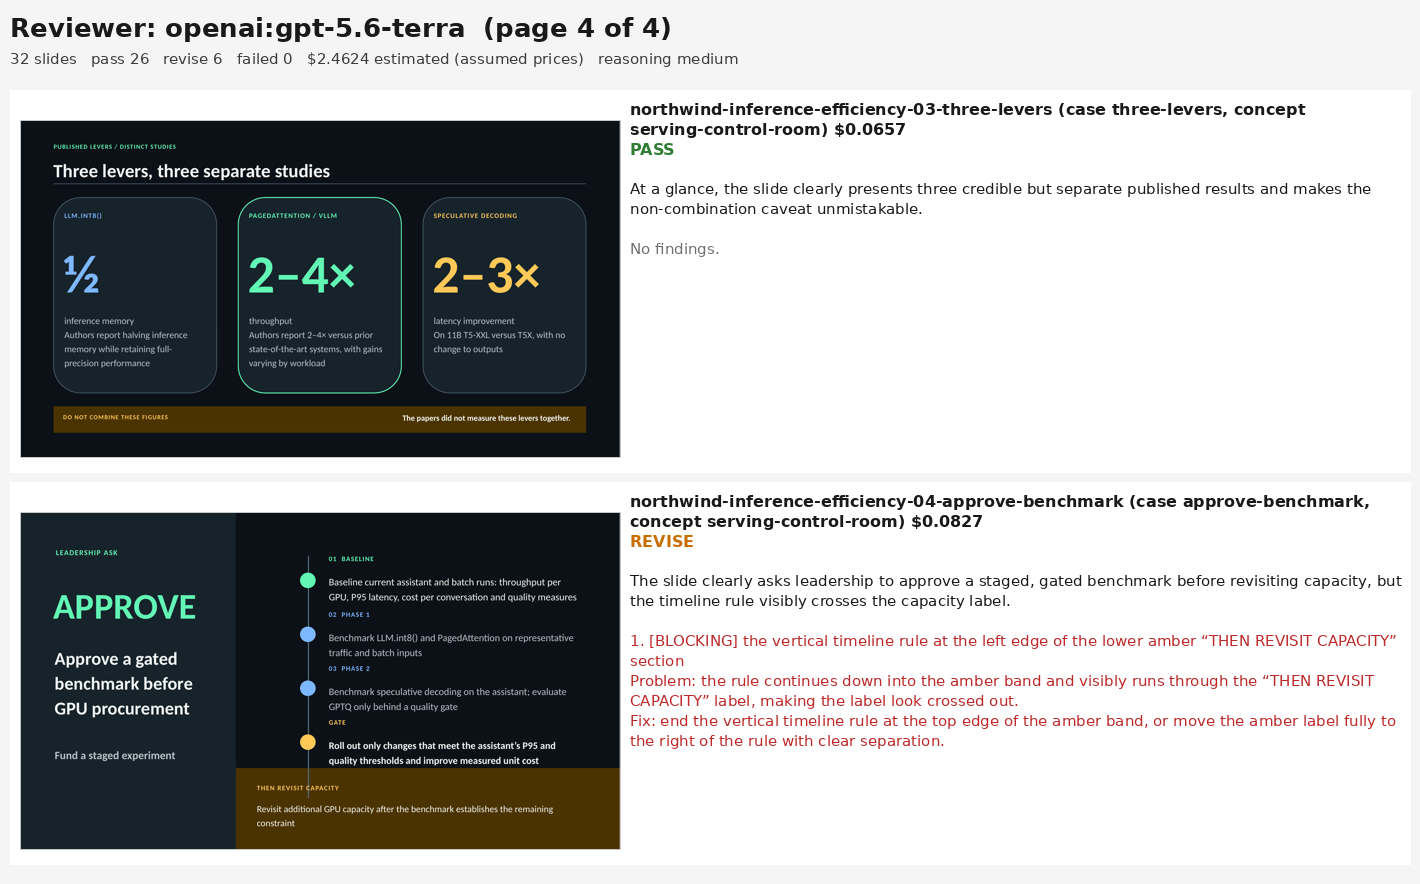 Reviewer: openai:gpt-5.6-terra  (page 4 of 4)
32 slides   pass 26   revise 6   failed 0   $2.4624 estimated (assumed prices)   reasoning medium
PUBLISHED LEVERS / DISTINCT STUDIES
Three levers, three separate studies
LLM.INT8()
½
inference memory
Authors report halving inference
memory while retaining full-
precision performance
PAGEDATTENTION / VLLM
2–4×
throughput
Authors report 2–4× versus prior
state-of-the-art systems, with gains
varying by workload
SPECULATIVE DECODING
2–3×
latency improvement
On 11B T5-XXL versus T5X, with no
change to outputs
DO NOT COMBINE THESE FIGURES
The papers did not measure these levers together.
northwind-inference-efficiency-03-three-levers (case three-levers, concept
serving-control-room) $0.0657
PASS
At a glance, the slide clearly presents three credible but separate published results and makes the
non-combination caveat unmistakable.
No findings.
LEADERSHIP ASK
APPROVE
Approve a gated
benchmark before
GPU procurement
Fund a staged experiment
01 BASELINE
Baseline current assistant and batch runs: throughput per
GPU, P95 latency, cost per conversation and quality measures
02 PHASE 1
Benchmark LLM.int8() and PagedAttention on representative
traffic and batch inputs
03 PHASE 2
Benchmark speculative decoding on the assistant; evaluate
GPTQ only behind a quality gate
GATE
Roll out only changes that meet the assistant’s P95 and
quality thresholds and improve measured unit cost
THEN REVISIT CAPACITY
Revisit additional GPU capacity after the benchmark establishes the remaining
constraint
northwind-inference-efficiency-04-approve-benchmark (case approve-benchmark,
concept serving-control-room) $0.0827
REVISE
The slide clearly asks leadership to approve a staged, gated benchmark before revisiting capacity, but
the timeline rule visibly crosses the capacity label.
1. [BLOCKING] the vertical timeline rule at the left edge of the lower amber “THEN REVISIT CAPACITY”
section
Problem: the rule continues down into the amber band and visibly runs through the “THEN REVISIT
CAPACITY” label, making the label look crossed out.
Fix: end the vertical timeline rule at the top edge of the amber band, or move the amber label fully to
the right of the rule with clear separation.